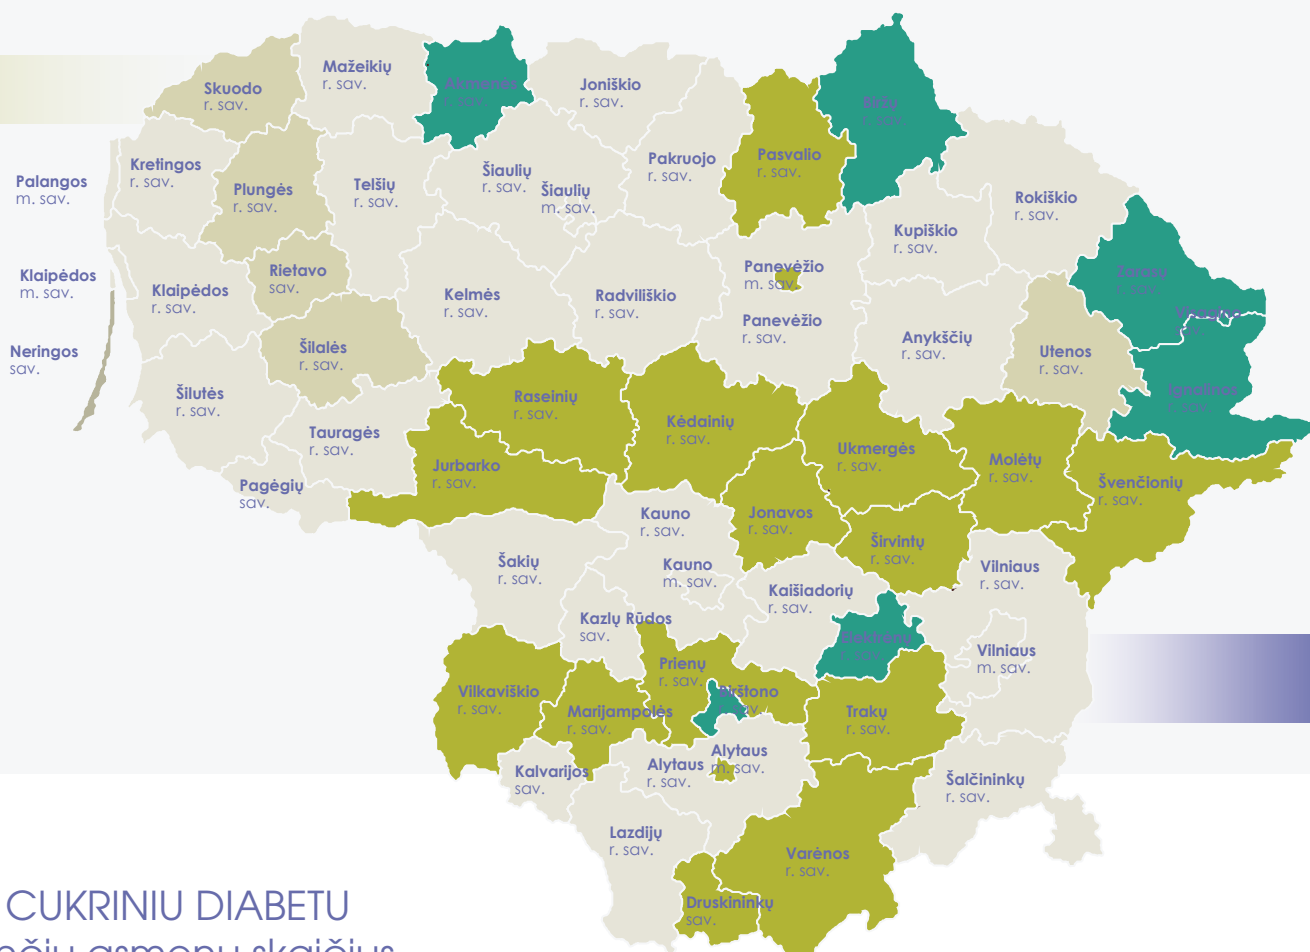 Skuodo
r. sav.
Mažeikių
r. sav.
Akmenės
r. sav.
Joniškio
r. sav.
Biržų
r. sav.
Pasvalio
r. sav.
Pakruojo
r. sav.
Kretingos
r. sav.
Palangos
m. sav.
Plungės
r. sav.
Telšių
r. sav.
Šiaulių
r. sav.
Šiaulių
m. sav.
Rokiškio
r. sav.
Kupiškio
r. sav.
Klaipėdos
m. sav.
Klaipėdos
r. sav.
Rietavo
sav.
Kelmės
r. sav.
Radviliškio
r. sav.
Panevėžio
m. sav.
Panevėžio
r. sav.
Zarasų
r. sav.
Visagino
sav.
Anykščių
r. sav.
Utenos
r. sav.
Neringos
sav.
Šilalės
r. sav.
Šilutės
r. sav.
Ignalinos
r. sav.
Raseinių
r. sav.
Kėdainių
r. sav.
Tauragės
r. sav.
Ukmergės
r. sav.
Jurbarko
r. sav.
Molėtų
r. sav.
Švenčionių
r. sav.
Pagėgių
sav.
Kauno
r. sav.
Jonavos
r. sav.
Širvintų
r. sav.
Šakių
r. sav.
Kauno
m. sav.
Vilniaus
r. sav.
Kaišiadorių
r. sav.
Kazlų Rūdos
sav.
Elektrėnų
r. sav.
Vilniaus
m. sav.
Prienų
r. sav.
Vilkaviškio
r. sav.
Birštono
r. sav.
Marijampolės
r. sav.
Trakų
r. sav.
Alytaus
m. sav.
Alytaus
r. sav.
Kalvarijos
sav.
Šalčininkų
r. sav.
Lazdijų
r. sav.
Varėnos
r. sav.
Druskininkų
sav.
CUKRINIU DIABETU
asmenų skaičius